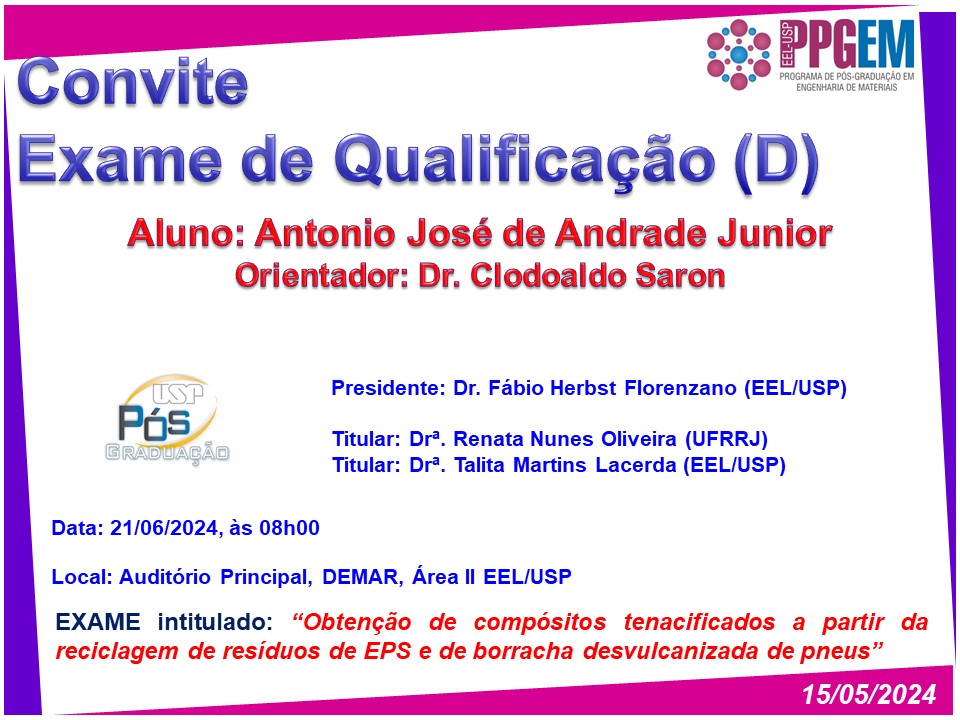 EEL-USP
PPGEM
PROGRAMA DE PÓS-GRADUAÇÃO EM
ENGENHARIA DE MATERIAIS
Convite
Exame de Qualificação (D)
Aluno: Antonio José de Andrade Junior
Orientador: Dr. Clodoaldo Saron
USP
PÓS
GRADUAÇÃO
Presidente: Dr. Fábio Herbst Florenzano (EEL/USP)
Titular: Drª. Renata Nunes Oliveira (UFRRJ)
Titular: Drª. Talita Martins Lacerda (EEL/USP)
Data: 21/06/2024, às 08h00
Local: Auditório Principal, DEMAR, Área II EEL/USP
EXAME intitulado: “Obtenção de compósitos tenacificados a partir da
reciclagem de resíduos de EPS e de borracha desvulcanizada de pneus”
15/05/2024